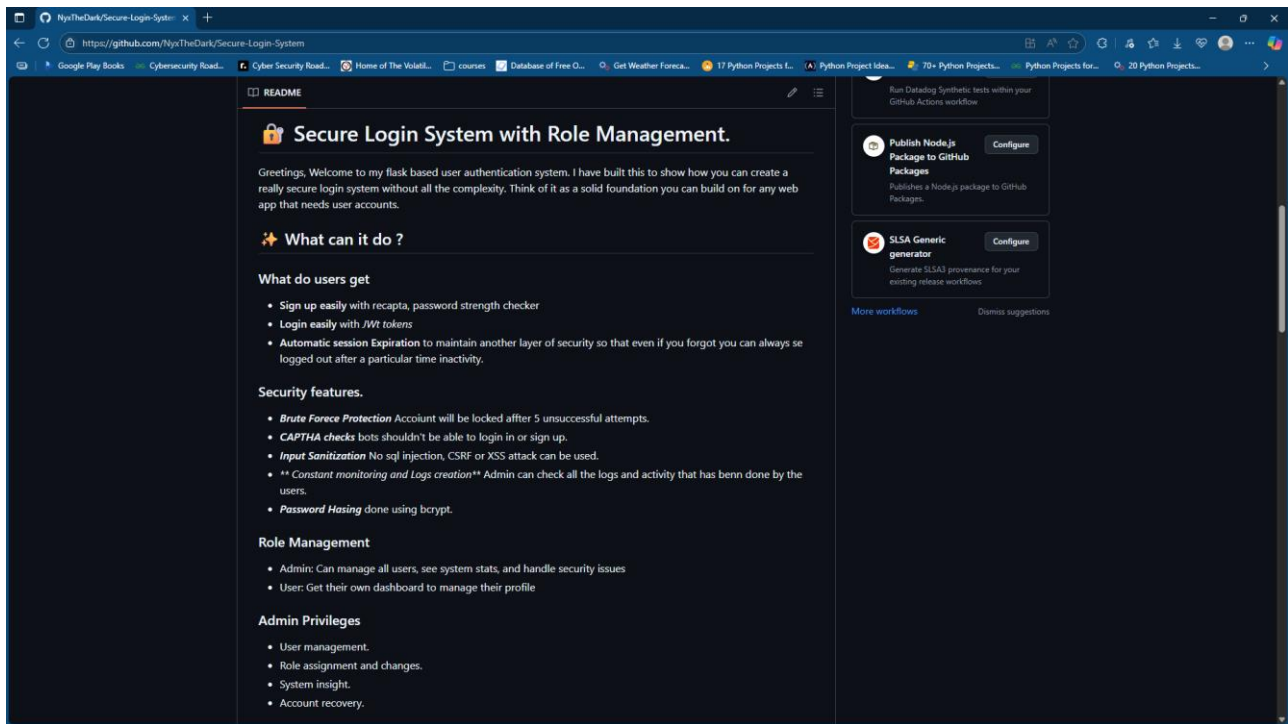 NyxTheDark/Secure-Login-System
https://github.com/NyxTheDark/Secure-Login-System
Google Play Books
Cybersecurity Road...
Cyber Security Road...
Home of The Volatil...
courses
Database of Free O...
Get Weather Foreca...
17 Python Projects f...
Python Project Idea...
70+ Python Projects...
Python Projects for...
20 Python Projects...
README
🔐 Secure Login System with Role Management.
Greetings, Welcome to my flask based user authentication system. I have built this to show how you can create a
really secure login system without all the complexity. Think of it as a solid foundation you can build on for any web
app that needs user accounts.
✨ What can it do ?
What do users get
• Sign up easily with recapta, password strength checker
• Login easily with JWt tokens
• Automatic session Expiration to maintain another layer of security so that even if you forgot you can always se
logged out after a particular time inactivity.
Security features.
• Brute Forece Protection Accoiunt will be locked affter 5 unsuccessful attempts.
• CAPTHA checks bots shouldn't be able to login in or sign up.
• Input Sanitization No sql injection, CSRF or XSS attack can be used.
• ** Constant monitoring and Logs creation** Admin can check all the logs and activity that has benn done by the
users.
• Password Hasing done using bcrypt.
Role Management
• Admin: Can manage all users, see system stats, and handle security issues
• User: Get their own dashboard to manage their profile
Admin Privileges
• User management.
• Role assignment and changes.
• System insight.
• Account recovery.
Run Datadog Synthetic tests within your
GitHub Actions workflow
Publish Node.js
Package to GitHub
Packages
Configure
Publishes a Node.js package to GitHub
Packages.
SLSA Generic
generator
Configure
Generate SLSA3 provenance for your
existing release workflows
More workflows
Dismiss suggestions